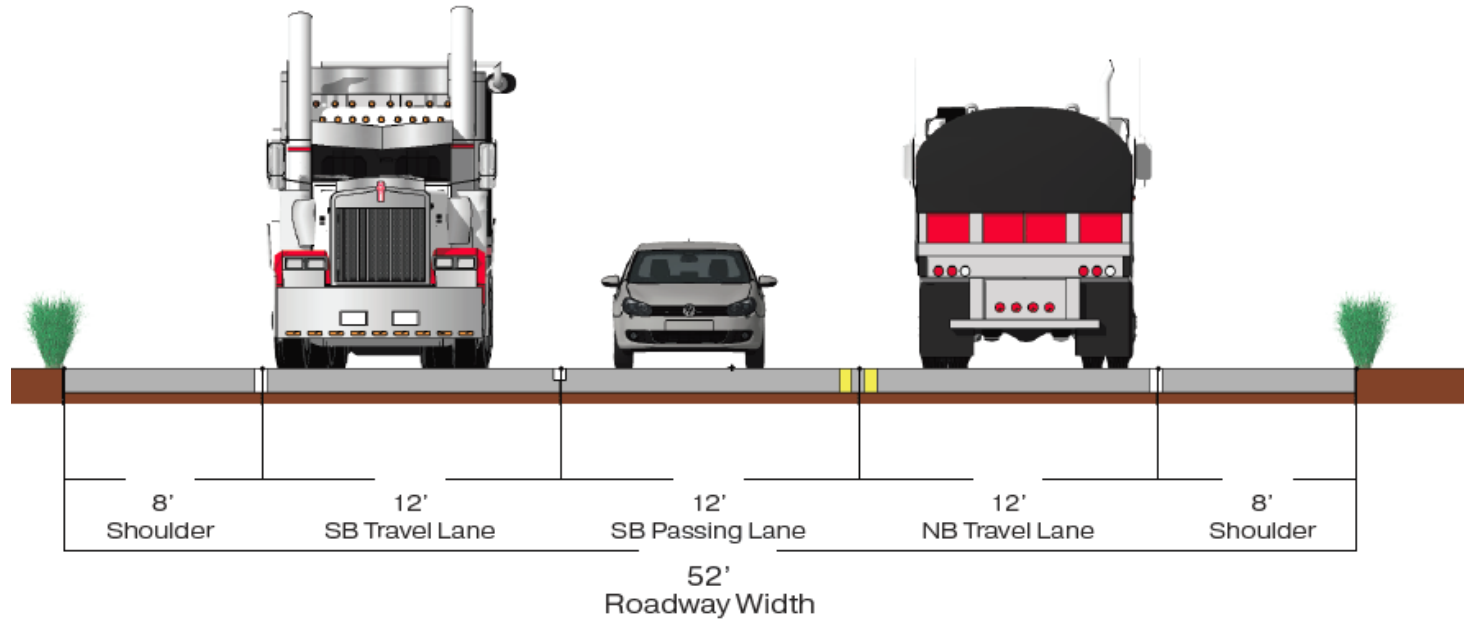 8’
Shoulder
12’
SB Travel Lane
12’
SB Passing Lane
12’
NB Travel Lane
8’
Shoulder
52’
Roadway Width